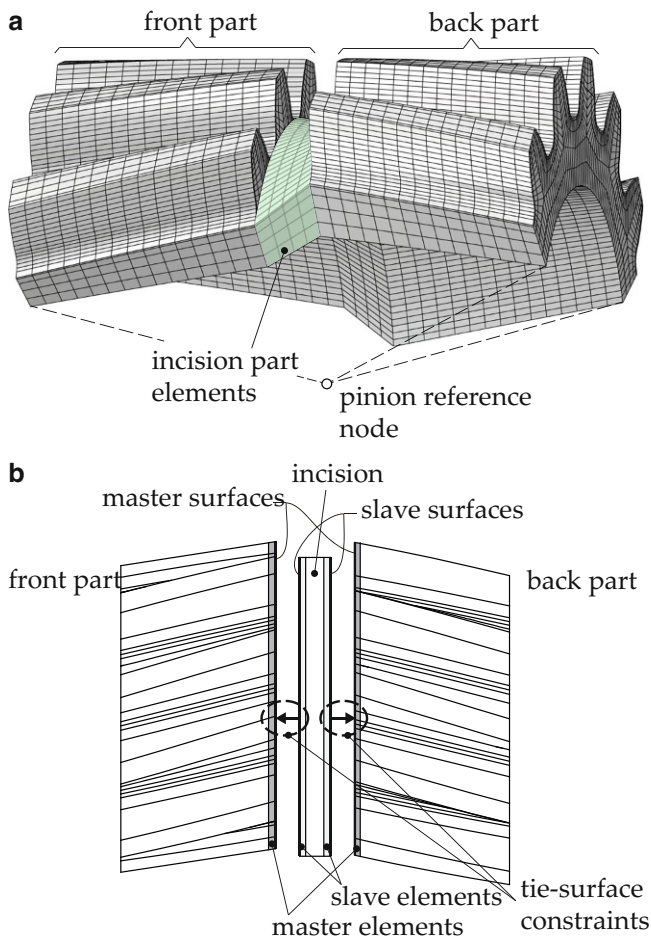 a
front part
back part
incision part
elements
pinion reference
node
b
incision
master surfaces
slave surfaces
front part
back part
slave elements
master elements
tie-surface
constraints